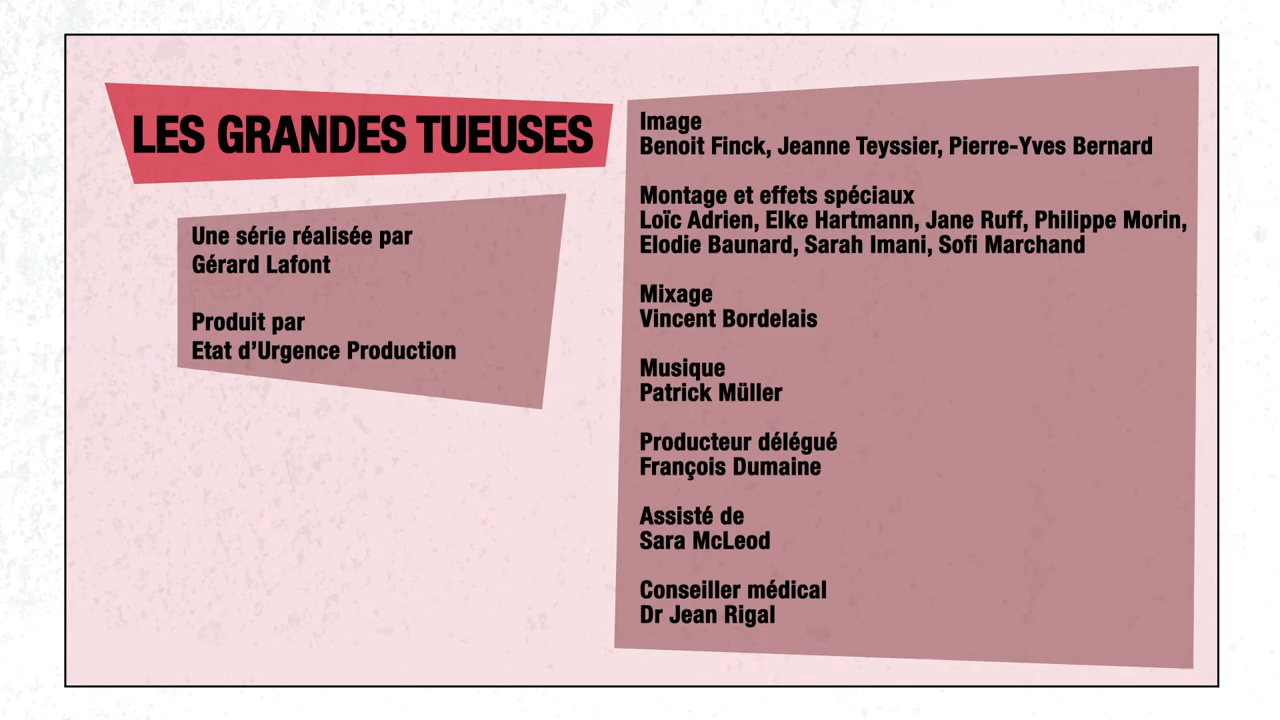 LES GRANDES TUEUSES
Une série réalisée par
Gérard Lafont
Produit par
Etat d’Urgence Production
Image
Benoit Finck, Jeanne Teyssier, Pierre-Yves Bernard
Montage et effets spéciaux
Loïc Adrien, Elke Hartmann, Jane Ruff, Philippe Morin,
Elodie Baunard, Sarah Imani, Sofi Marchand
Mixage
Vincent Bordelais
Musique
Patrick Müller
Producteur délégué
François Dumaine
Assisté de
Sara McLeod
Conseiller médical
Dr Jean Rigal